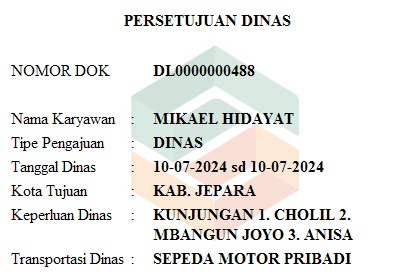 PERSETUJUAN DINAS
NOMOR DOK DL0000000488
Nama Karyawan : MIKAEL HIDAYAT
Tipe Pengajuan : DINAS
Tanggal Dinas : 10-07-2024 sd 10-07-2024
Kota Tujuan : KAB. JEPARA
Keperluan Dinas : KUNJUNGAN 1. CHOLIL 2.
MBANGUN JOYO 3. ANISA
Transportasi Dinas : SEPEDA MOTOR PRIBADI